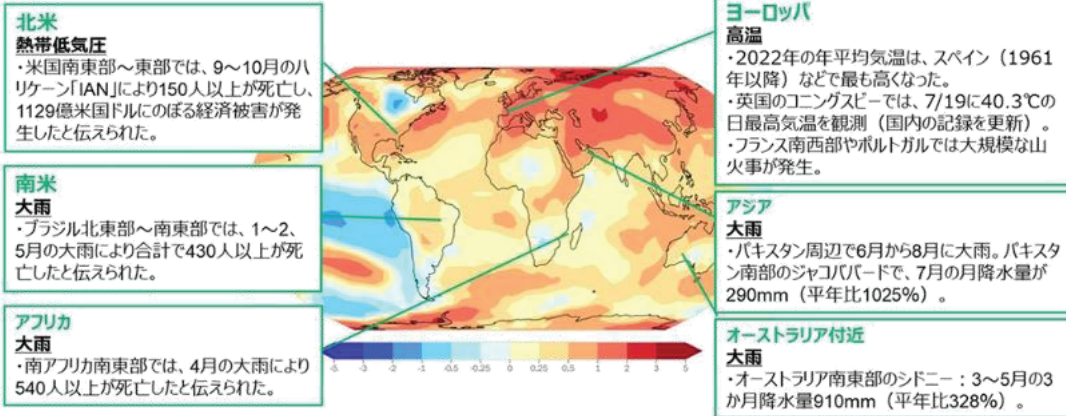 北米
熱帯低気圧
・米国南東部～東部では、9～10月のハ
リケーン「IAN」により150人以上が死亡し、
1129億米国ドルにのぼる経済被害が発
生したと伝えられた。
南米
大雨
・ブラジル北東部～南東部では、1～2、
5月の大雨により合計で430人以上が死
亡したと伝えられた。
アフリカ
大雨
・南アフリカ南東部では、4月の大雨により
540人以上が死亡したと伝えられた。
ヨーロッパ
高温
・2022年の年平均気温は、スペイン（1961
年以降）などで最も高くなった。
・英国のコニングスビーでは、7/19に40.3℃の
日最高気温を観測（国内の記録を更新）。
・フランス南西部やポルトガルでは大規模な山
火事が発生。
アジア
大雨
・パキスタン周辺で6月から8月に大雨。パキスタ
ン南部のジャコババードで、7月の月降水量が
290mm（平年比1025%）。
オーストラリア付近
大雨
・オーストラリア南東部のシドニー：3～5月の3
か月降水量910mm（平年比328%）。
-5 -3 -2 -1 -0.5 -0.25 0 0.25 0.5 1 2 3 5